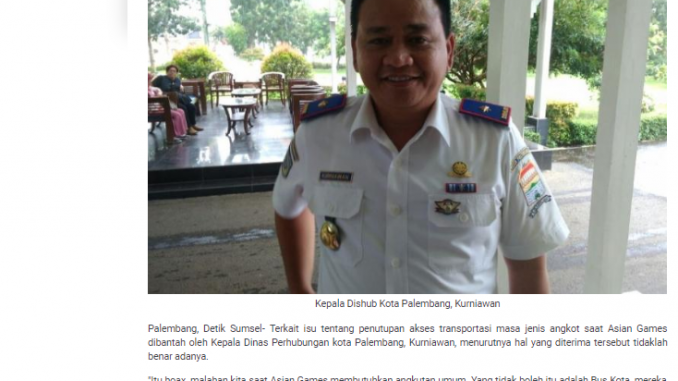 KURNIAWAN
Kepala Dishub Kota Palembang, Kurniawan
Palembang, Detik Sumsel- Terkait isu tentang penutupan akses transportasi masa jenis angkot saat Asian Games
dibantah oleh Kepala Dinas Perhubungan kota Palembang, Kurniawan, menurutnya hal yang diterima tersebut tidaklah
benar adanya.
"Itu hoax, malahan kita saat Asian Games membutuhkan angkutan umum. Yang tidak boleh itu adalah Bus Kota, mereka